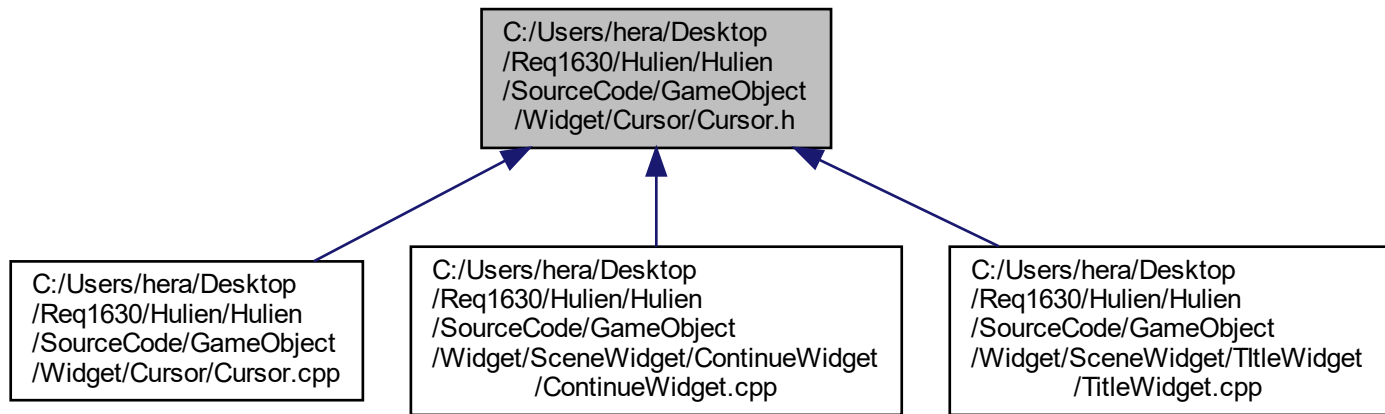 C:/Users/hera/Desktop
/Req1630/Hulien/Hulien
/SourceCode/GameObject
/Widget/Cursor/Cursor.h
C:/Users/hera/Desktop
/Req1630/Hulien/Hulien
/SourceCode/GameObject
/Widget/Cursor/Cursor.cpp
C:/Users/hera/Desktop
/Req1630/Hulien/Hulien
/SourceCode/GameObject
/Widget/SceneWidget/ContinueWidget
/ContinueWidget.cpp
C:/Users/hera/Desktop
/Req1630/Hulien/Hulien
/SourceCode/GameObject
/Widget/SceneWidget/TItleWidget
/TitleWidget.cpp